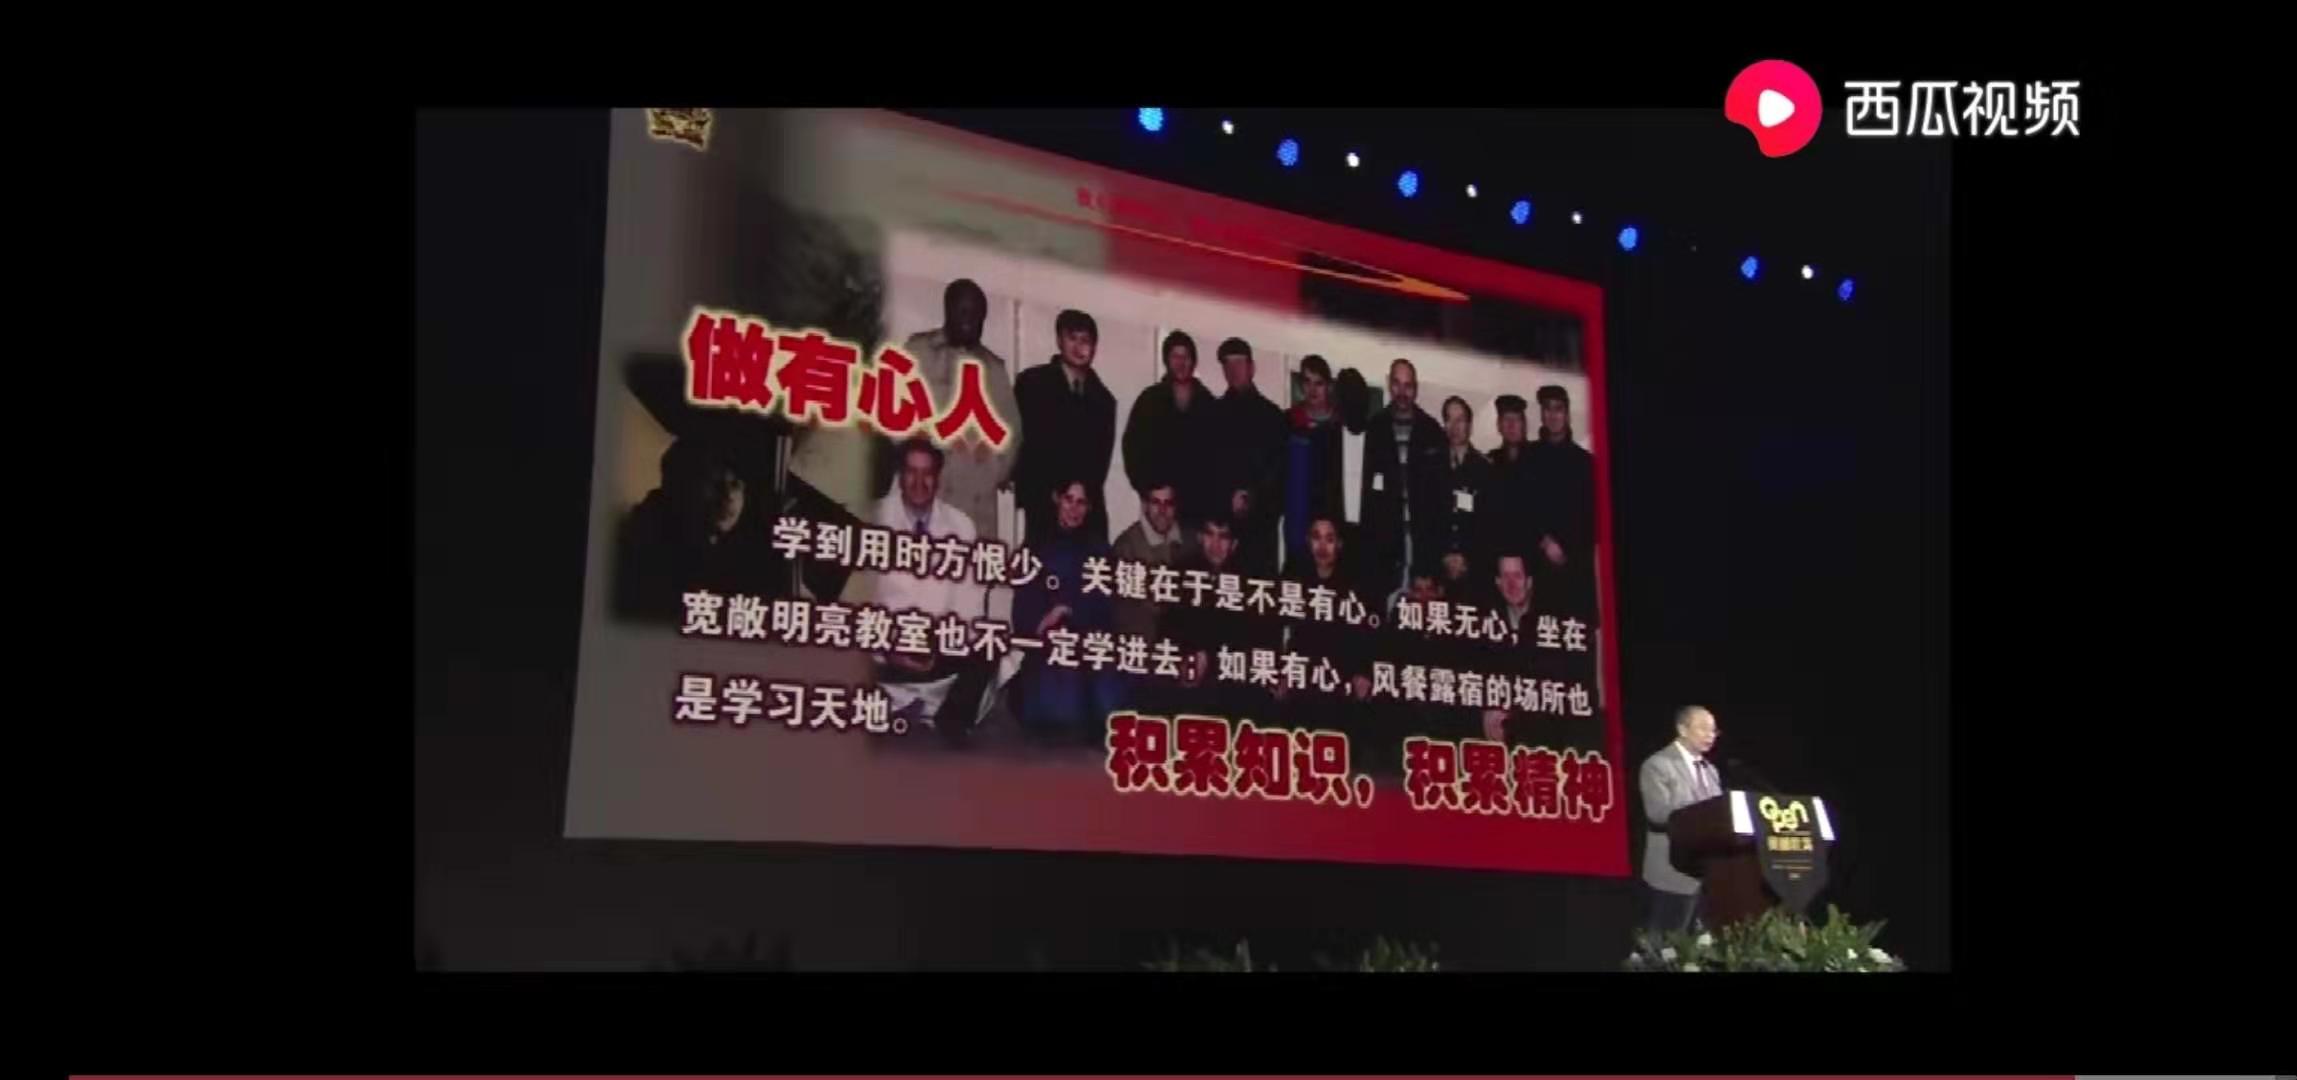 西瓜视频
做有心人
学到用时方恨少。关键在于是不是有心。如果无心，坐在
宽敞明亮教室也不一定学进去；如果有心，风餐露宿的场所也
是学习天地。
积累知识，积累精神